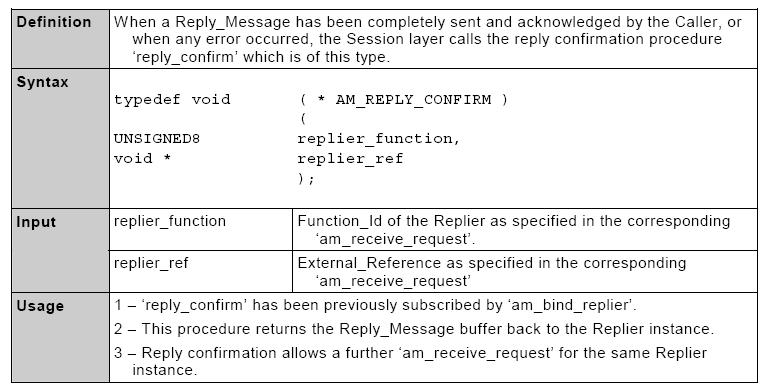 Definition When a Reply_Message has been completely sent and acknowledged by the Caller, or
when any error occurred, the Session layer calls the reply confirmation procedure
‘reply_confirm’ which is of this type.
Syntax
typedef void ( * AM_REPLY_CONFIRM )
(
UNSIGNED8 replier_function,
void * replier_ref
);
Input replier_function Function_Id of the Replier as specified in the corresponding
‘am_receive_request’.
replier_ref External_Reference as specified in the corresponding
‘am_receive_request’
Usage 1 – ‘reply_confirm’ has been previously subscribed by ‘am_bind_replier’.
2 – This procedure returns the Reply_Message buffer back to the Replier instance.
3 – Reply confirmation allows a further ‘am_receive_request’ for the same Replier
instance.